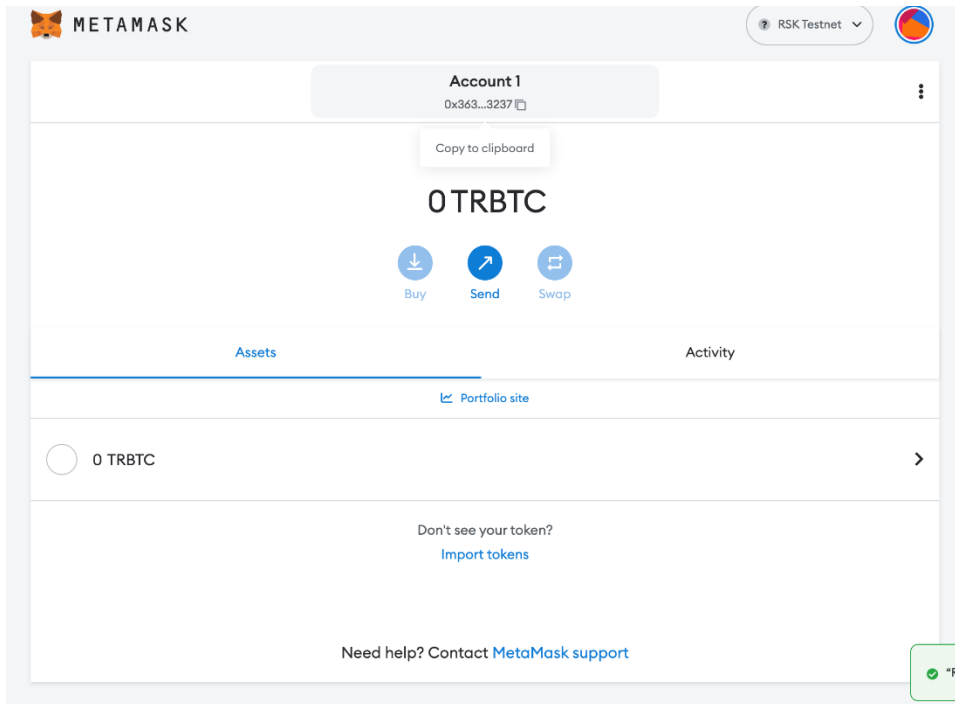 METAMASK
RSK Testnet
Account 1
0x363...3237
Copy to clipboard
0 TRBTC
Buy Send Swap
Assets Activity
Portfolio site
0 TRBTC
Don't see your token?
Import tokens
Need help? Contact MetaMask support
"R